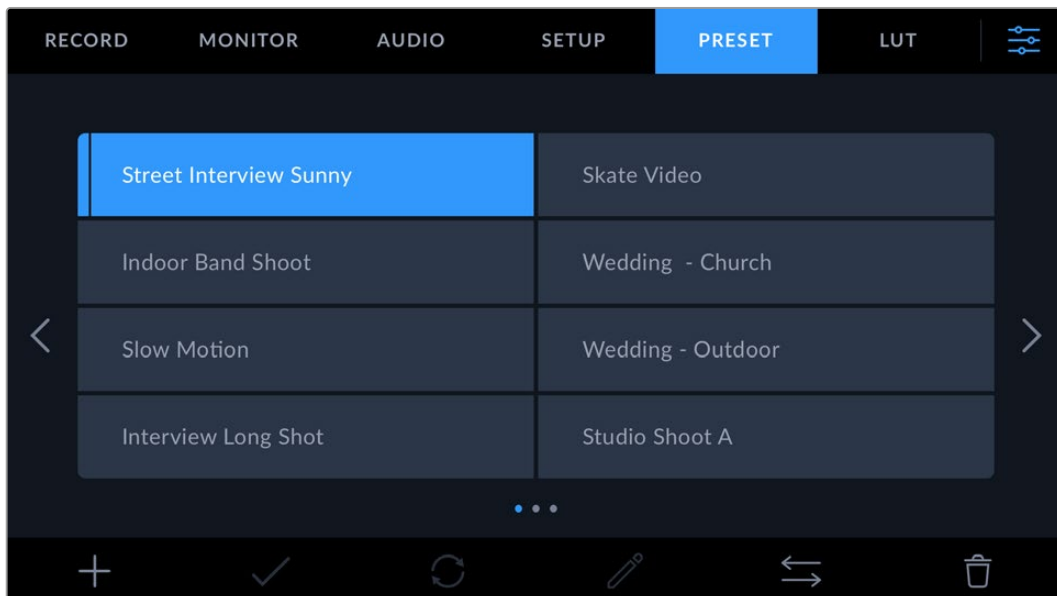 RECORD MONITOR AUDIO SETUP PRESET LUT
Street Interview Sunny
Skate Video
Indoor Band Shoot
Wedding  - Church
Slow Motion
Wedding - Outdoor
Interview Long Shot
Studio Shoot A